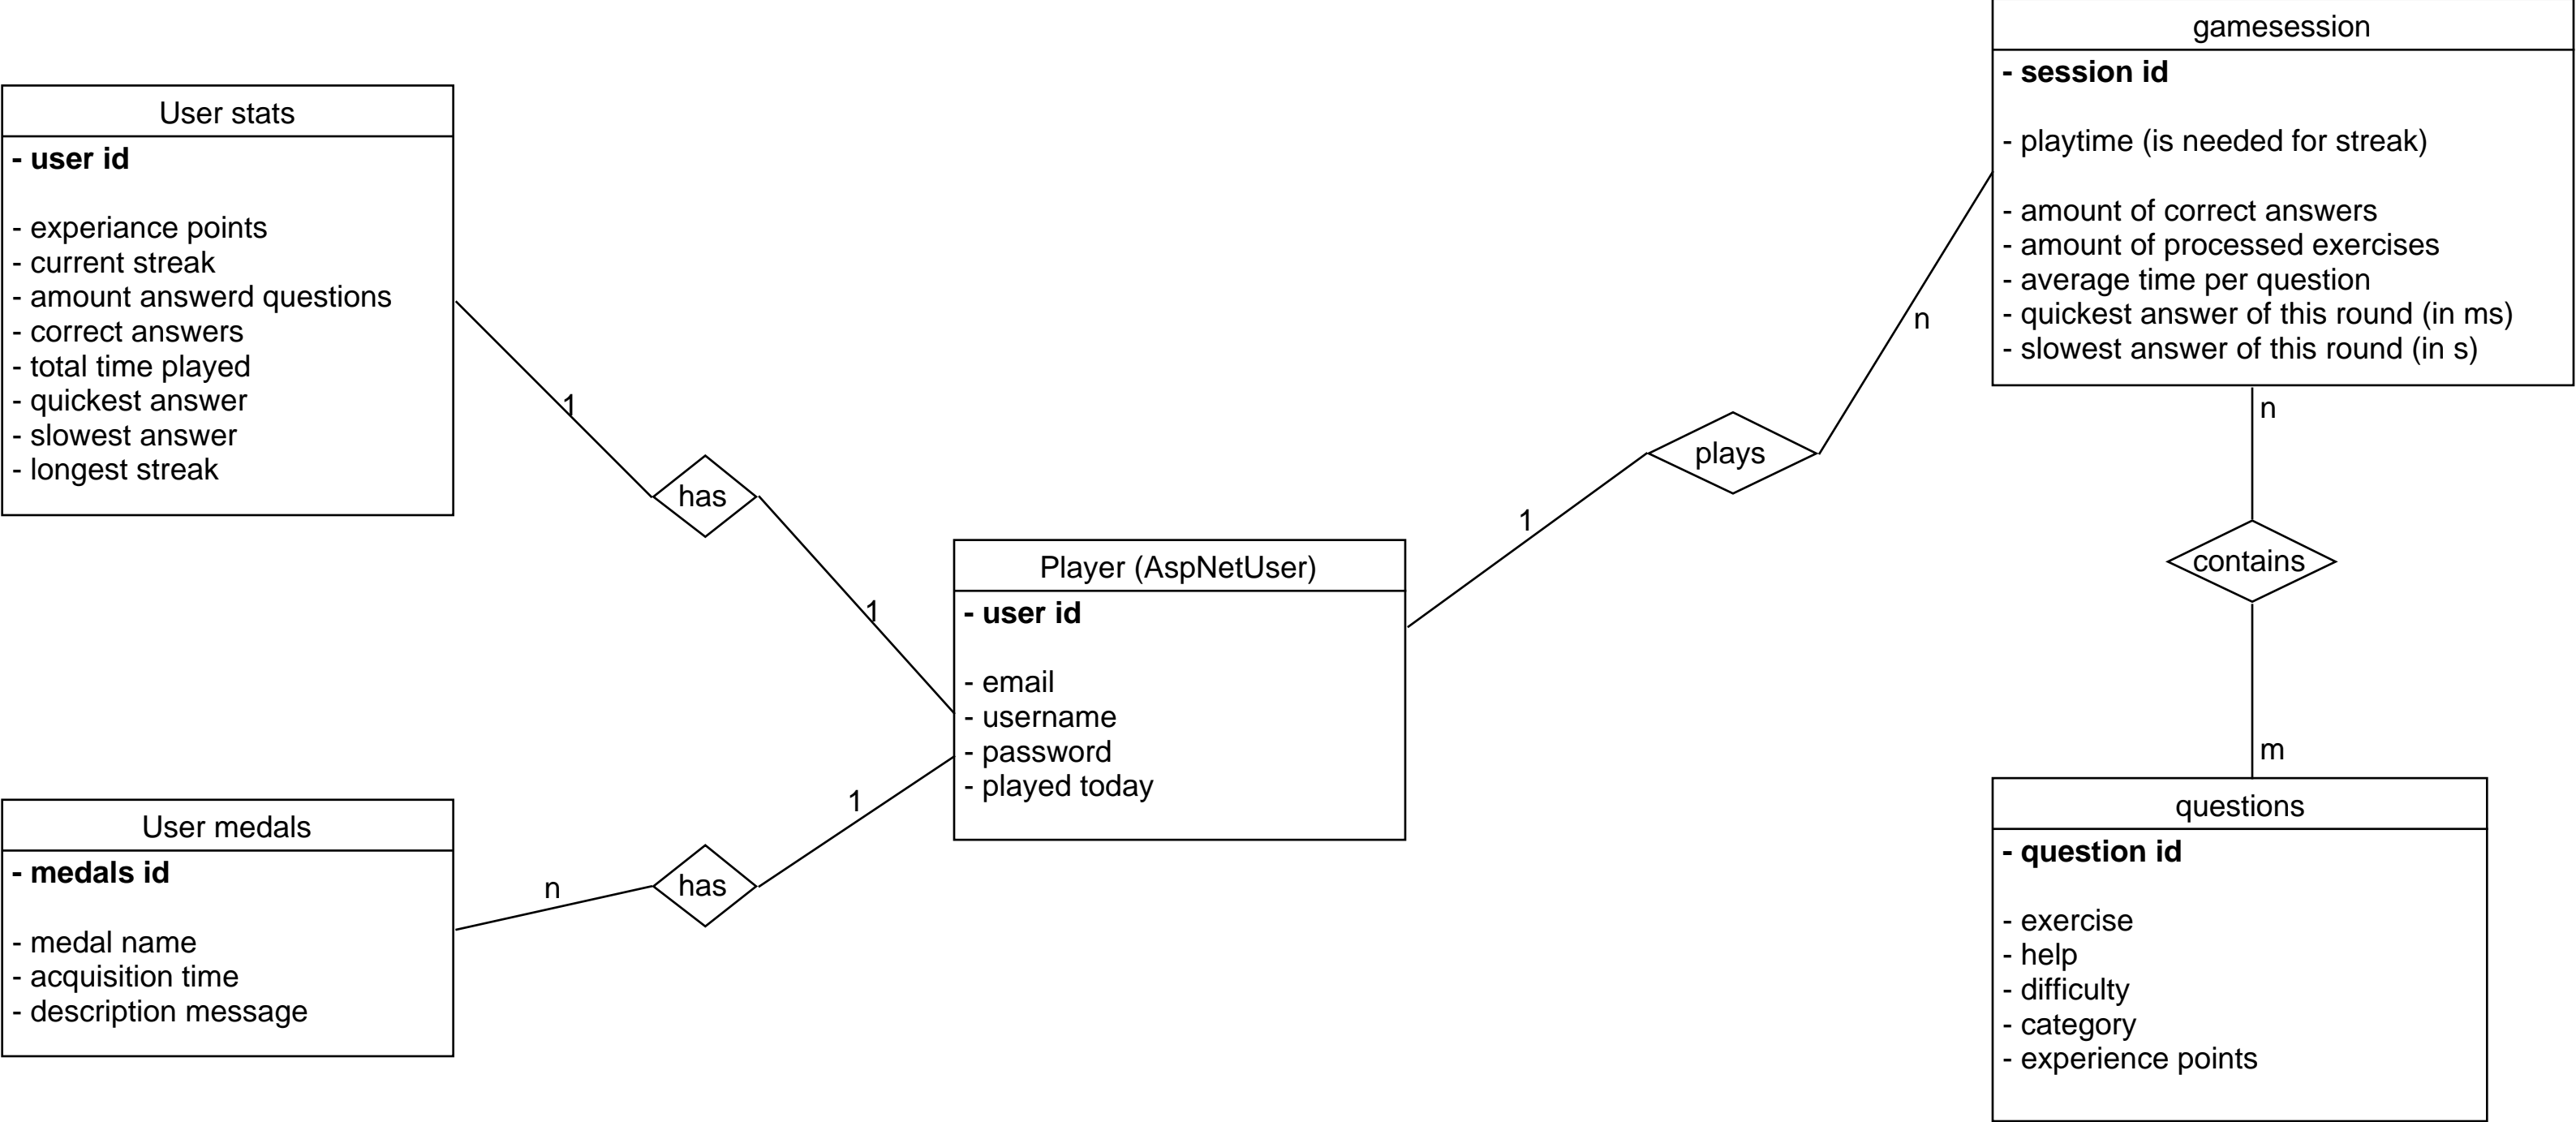 User stats
- user id
- experiance points
- current streak
- amount answerd questions
- correct answers
- total time played
- quickest answer
- slowest answer
- longest streak
1
has
1
User medals
- medals id
- medal name
- acquisition time
- description message
n
has
1
Player (AspNetUser)
- user id
- email
- username
- password
- played today
1
plays
n
gamesession
- session id
- playtime (is needed for streak)
- amount of correct answers
- amount of processed exercises
- average time per question
- quickest answer of this round (in ms)
- slowest answer of this round (in s)
n
contains
m
questions
- question id
- exercise
- help
- difficulty
- category
- experience points